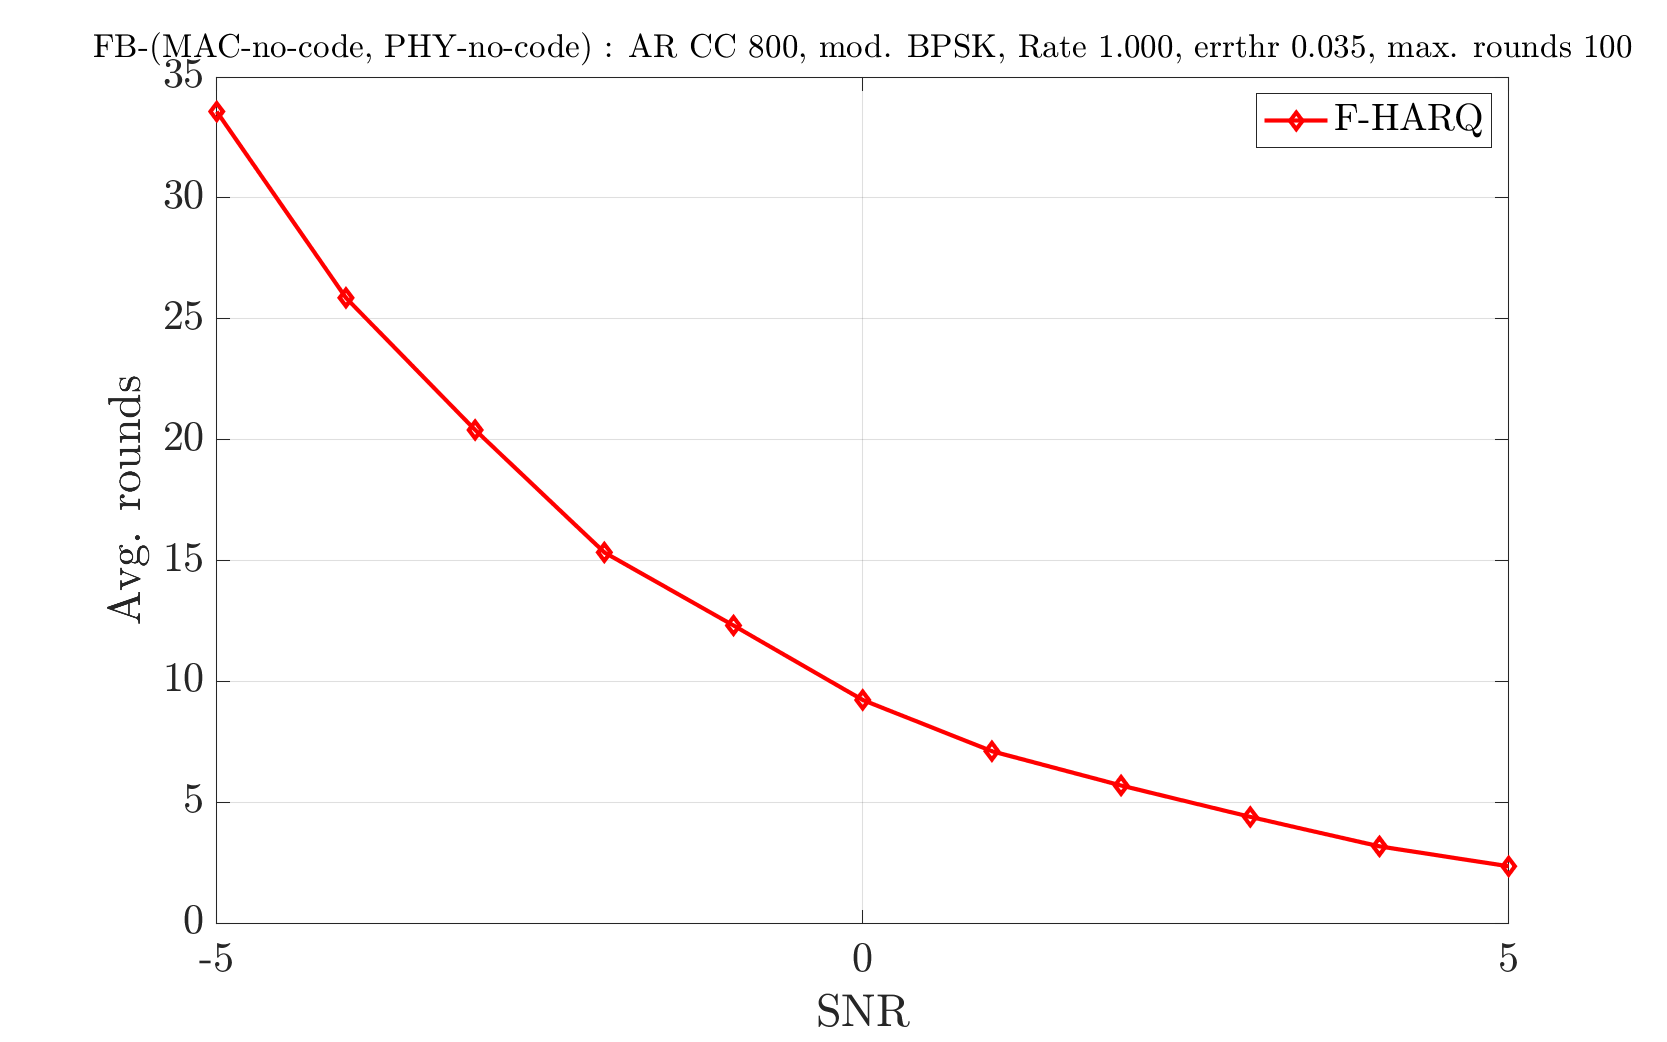 FB-(MAC-no-code, PHY-no-code) : AR CC 800, mod. BPSK, Rate 1.000, errthr 0.035, max. rounds 100
F-HARQ
35
30
25
20
15
10
5
0
Avg. rounds
-5 0 5
SNR